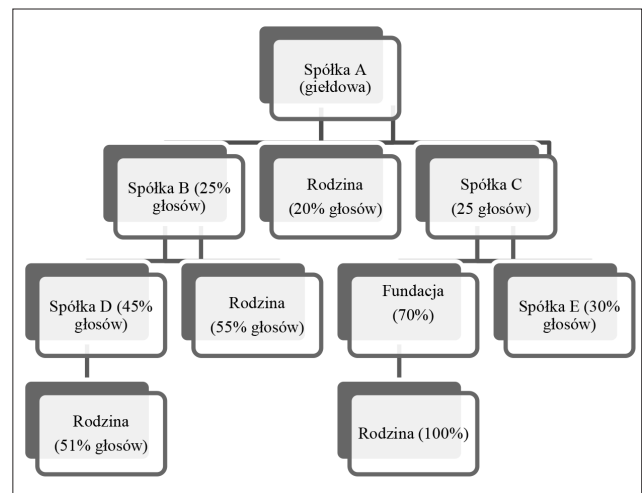 Spółka A
(giełdowa)
Spółka B (25%
głosów)
Rodzina
(20% głosów)
Spółka C
(25 głosów)
Spółka D (45%
głosów)
Rodzina
(55% głosów)
Fundacja
(70%)
Spółka E (30%
głosów)
Rodzina
(51% głosów)
Rodzina (100%)